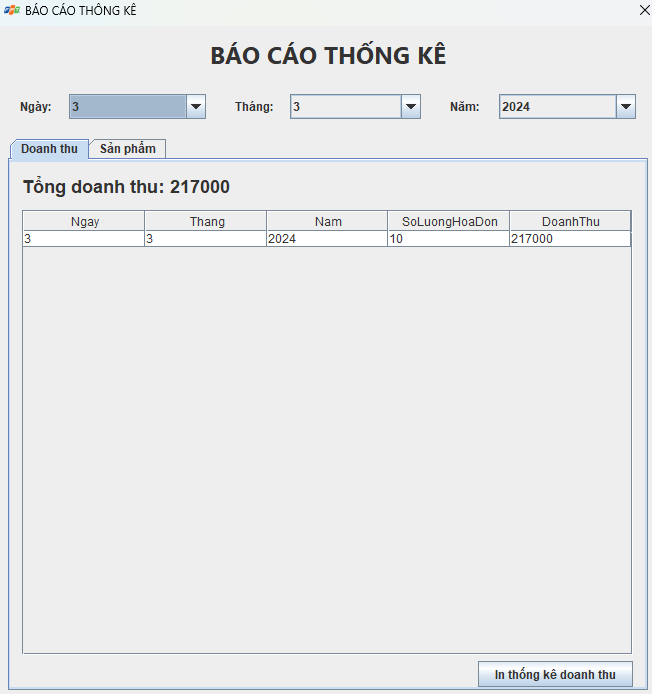 BÁO CÁO THÔNG KÊ
BÁO CÁO THỐNG KÊ
Ngày: 3 Tháng: 3 Năm: 2024
Doanh thu Sản phẩm
Tổng doanh thu: 217000
Ngay Thang Nam SoLuongHoaDon DoanhThu
3 3 2024 10 217000
In thống kê doanh thu